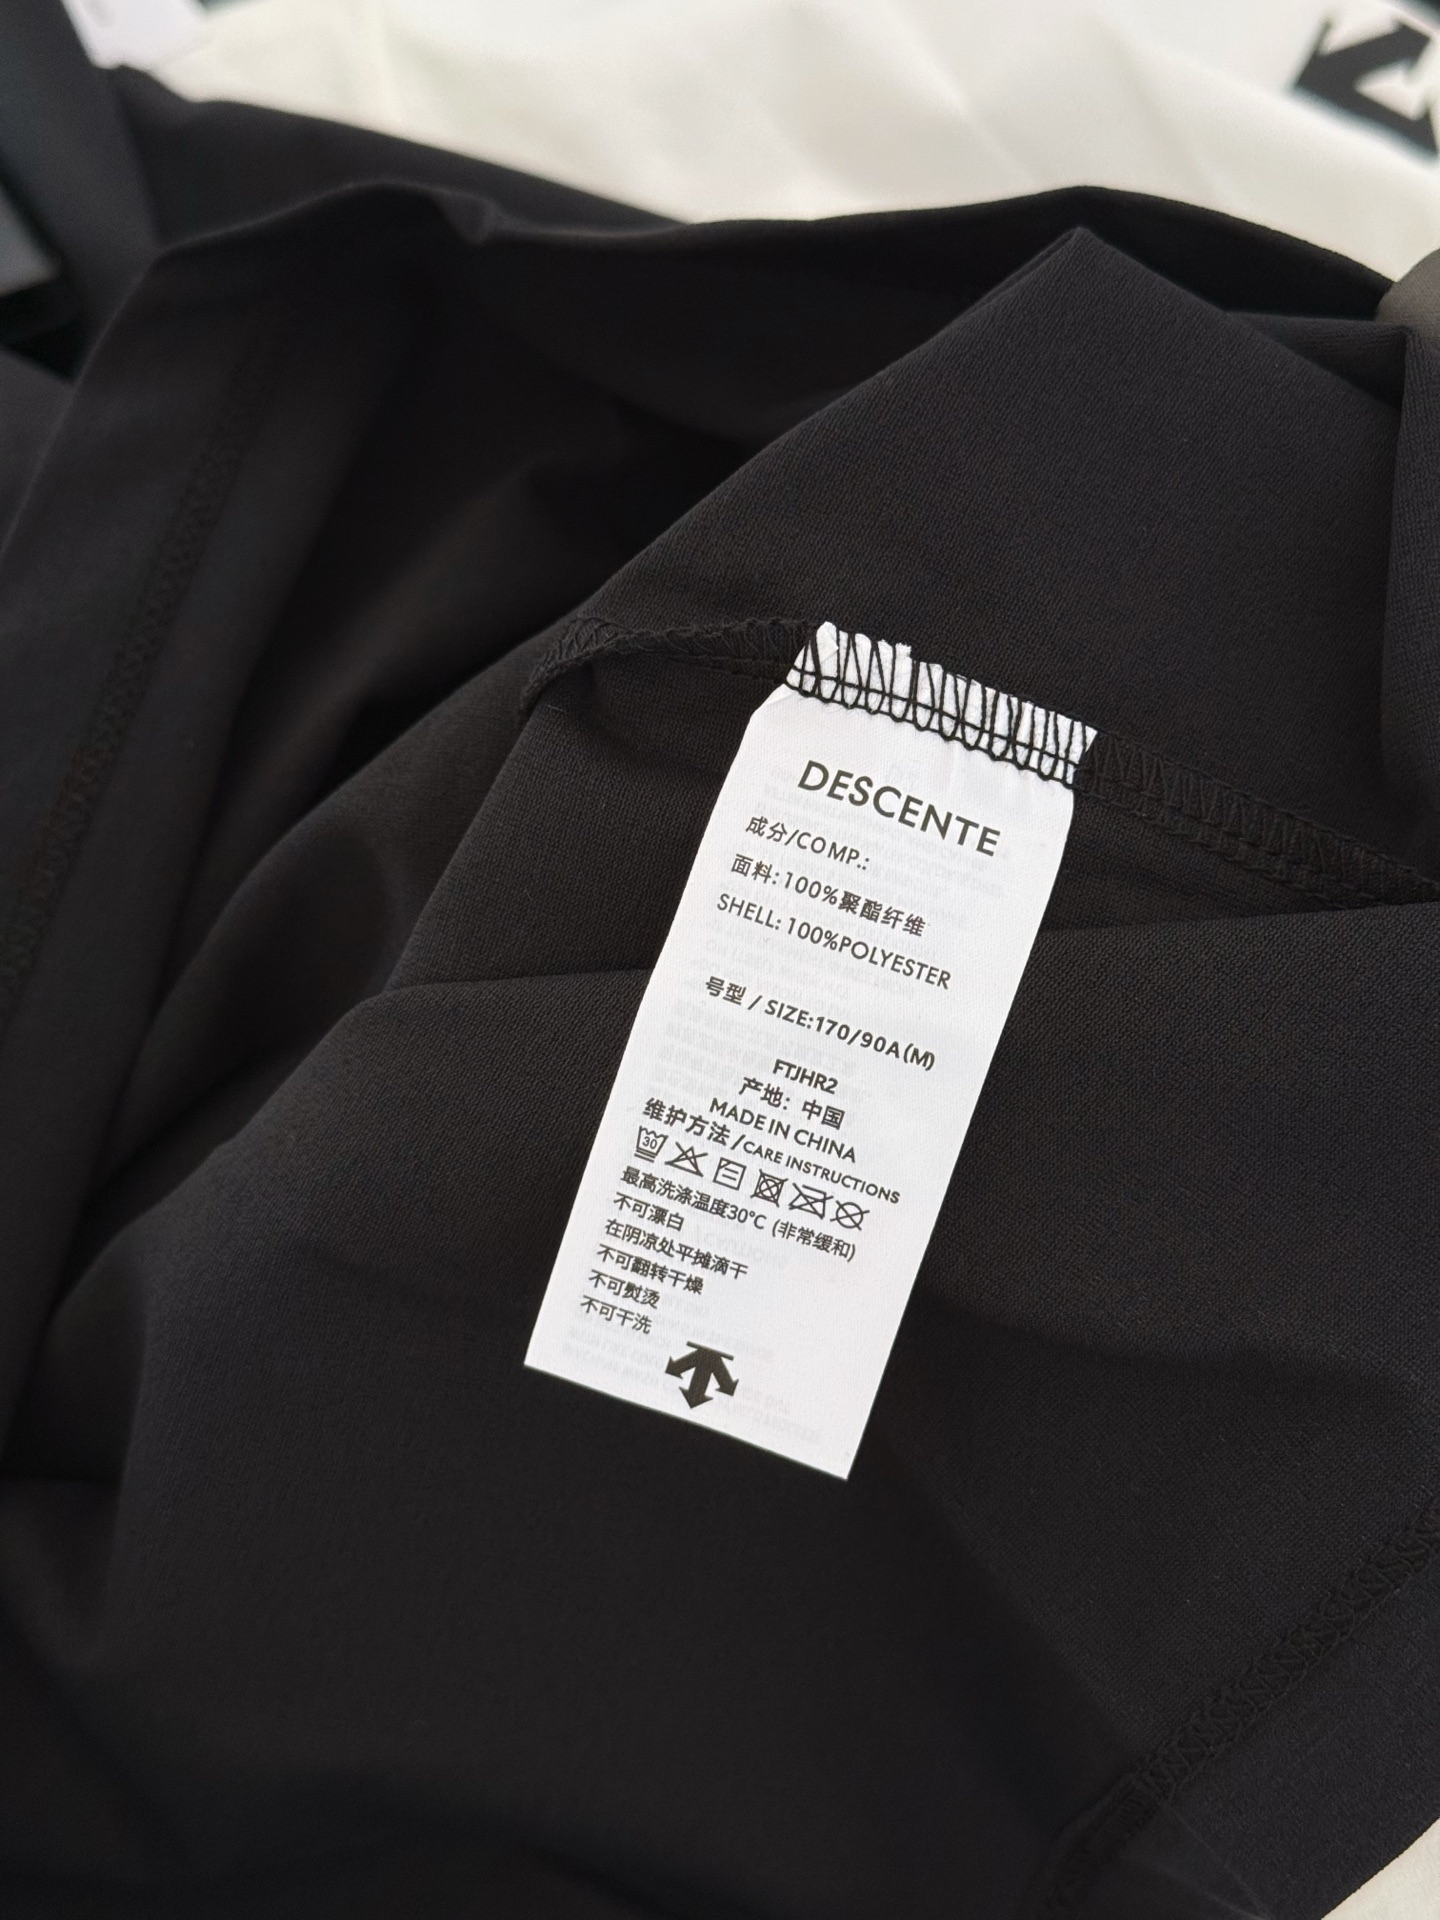 DESCENTE
成分/COMP.:
面料: 100%聚酯纤维
SHELL: 100%POLYESTER
号型 / SIZE:170/90A(M)
FTJHR2
产地: 中国
MADE IN CHINA
维护方法 /CARE INSTRUCTIONS
30
最高洗涤温度30℃ (非常缓和)
不可漂白
在阴凉处平摊滴干
不可翻转干燥
不可熨烫
不可干洗